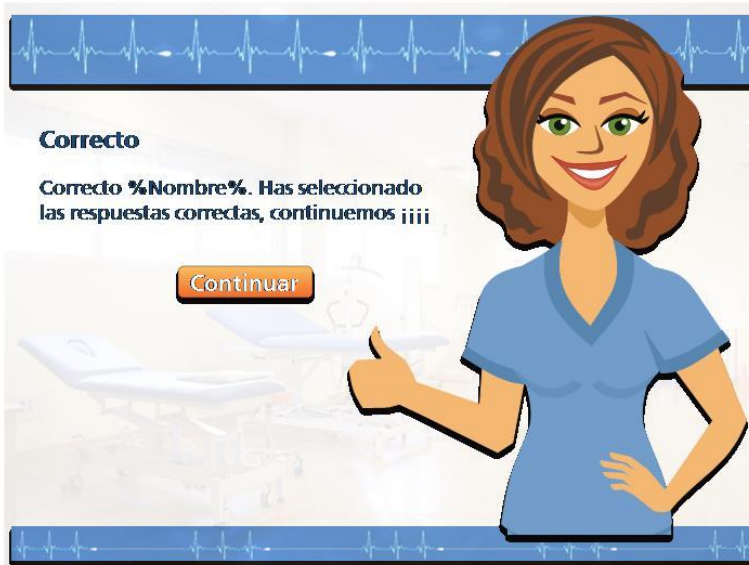 Correcto
Correcto %Nombre%. Has seleccionado
las respuestas correctas, continuemos ¡¡¡¡
Continuar